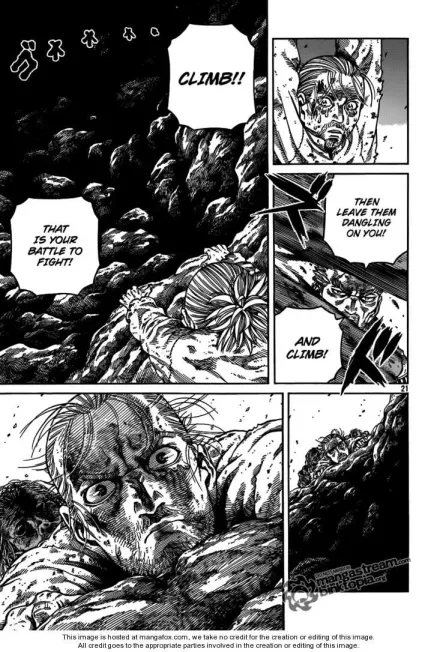 CLIMB!!
THEN
LEAVE THEM
DANGLING
ON YOU!
THAT
IS YOUR
BATTLE TO
FIGHT!
AND
CLIMB!
21
mangastream.com
This image is hosted at mangafox.com, we take no credit for the creation or editing of this image.
All credit goes to the appropriate parties involved in the creation or editing of this image.